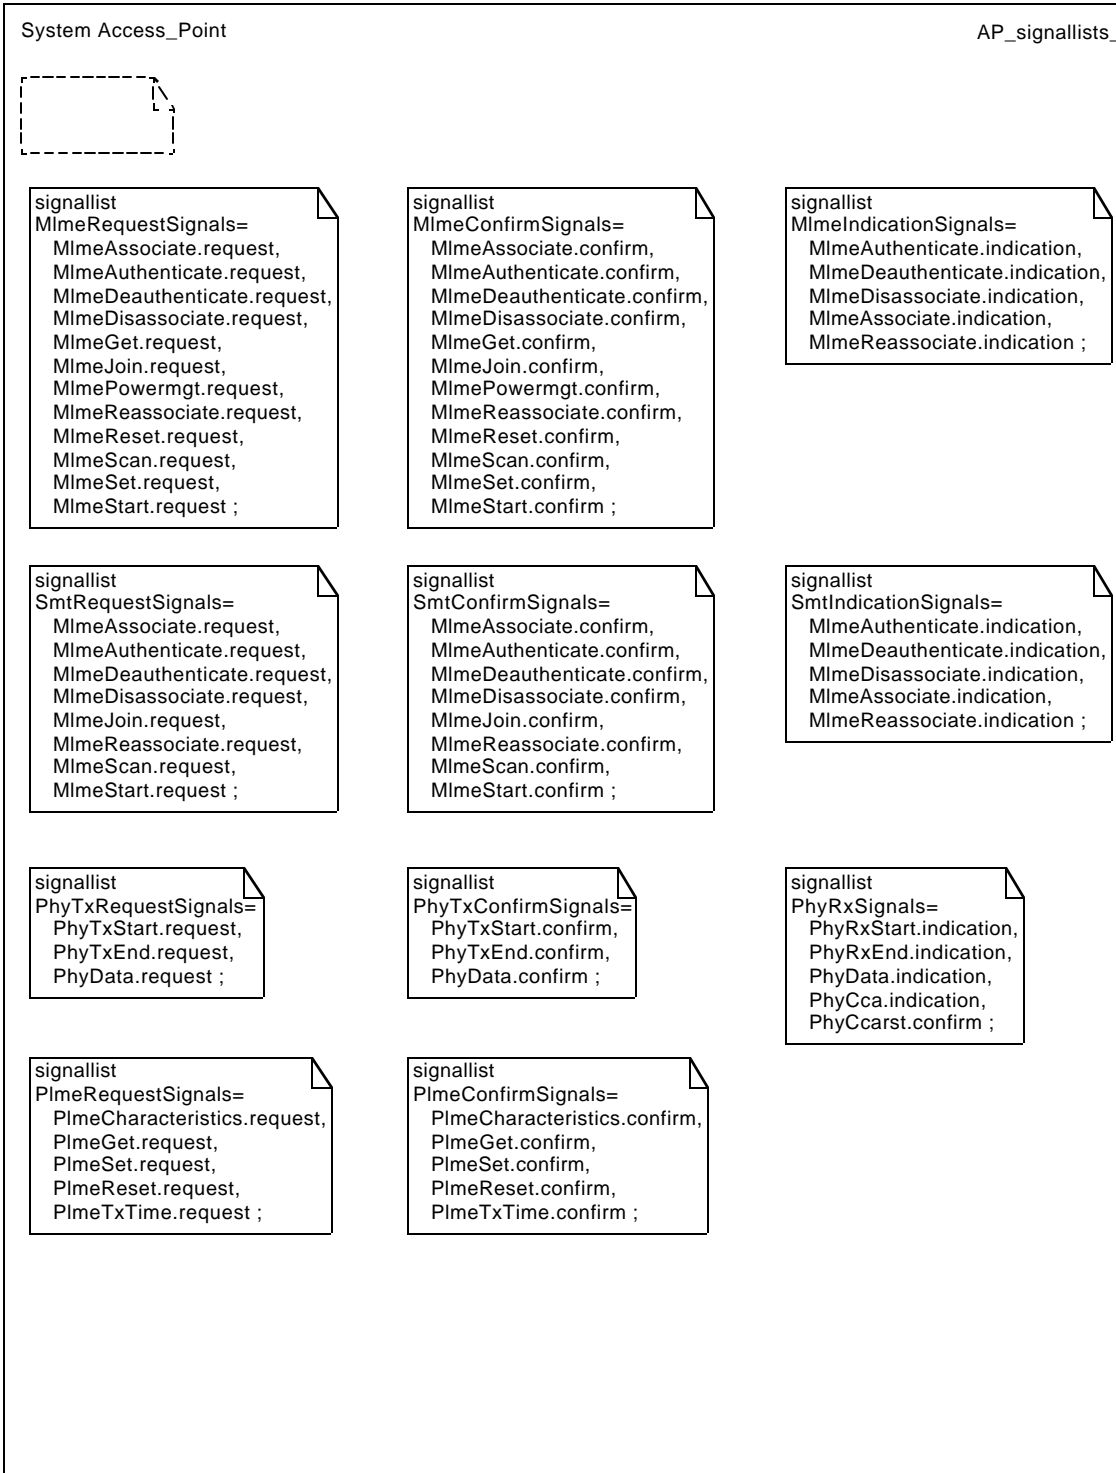 System Access_Point
AP_signallists_
signallist
MlmeRequestSignals=
MlmeAssociate.request,
MlmeAuthenticate.request,
MlmeDeauthenticate.request,
MlmeDisassociate.request,
MlmeGet.request,
MlmeJoin.request,
MlmePowermgt.request,
MlmeReassociate.request,
MlmeReset.request,
MlmeScan.request,
MlmeSet.request,
MlmeStart.request ;
signallist
MlmeConfirmSignals=
MlmeAssociate.confirm,
MlmeAuthenticate.confirm,
MlmeDeauthenticate.confirm,
MlmeDisassociate.confirm,
MlmeGet.confirm,
MlmeJoin.confirm,
MlmePowermgt.confirm,
MlmeReassociate.confirm,
MlmeReset.confirm,
MlmeScan.confirm,
MlmeSet.confirm,
MlmeStart.confirm ;
signallist
MlmeIndicationSignals=
MlmeAuthenticate.indication,
MlmeDeauthenticate.indication,
MlmeDisassociate.indication,
MlmeAssociate.indication,
MlmeReassociate.indication ;
signallist
SmtRequestSignals=
MlmeAssociate.request,
MlmeAuthenticate.request,
MlmeDeauthenticate.request,
MlmeDisassociate.request,
MlmeJoin.request,
MlmeReassociate.request,
MlmeScan.request,
MlmeStart.request ;
signallist
SmtConfirmSignals=
MlmeAssociate.confirm,
MlmeAuthenticate.confirm,
MlmeDeauthenticate.confirm,
MlmeDisassociate.confirm,
MlmeJoin.confirm,
MlmeReassociate.confirm,
MlmeScan.confirm,
MlmeStart.confirm ;
signallist
SmtIndicationSignals=
MlmeAuthenticate.indication,
MlmeDeauthenticate.indication,
MlmeDisassociate.indication,
MlmeAssociate.indication,
MlmeReassociate.indication ;
signallist
PhyTxRequestSignals=
PhyTxStart.request,
PhyTxEnd.request,
PhyData.request ;
signallist
PhyTxConfirmSignals=
PhyTxStart.confirm,
PhyTxEnd.confirm,
PhyData.confirm ;
signallist
PhyRxSignals=
PhyRxStart.indication,
PhyRxEnd.indication,
PhyData.indication,
PhyCca.indication,
PhyCcarst.confirm ;
signallist
PlmeRequestSignals=
PlmeCharacteristics.request,
PlmeGet.request,
PlmeSet.request,
PlmeReset.request,
PlmeTxTime.request ;
signallist
PlmeConfirmSignals=
PlmeCharacteristics.confirm,
PlmeGet.confirm,
PlmeSet.confirm,
PlmeReset.confirm,
PlmeTxTime.confirm ;